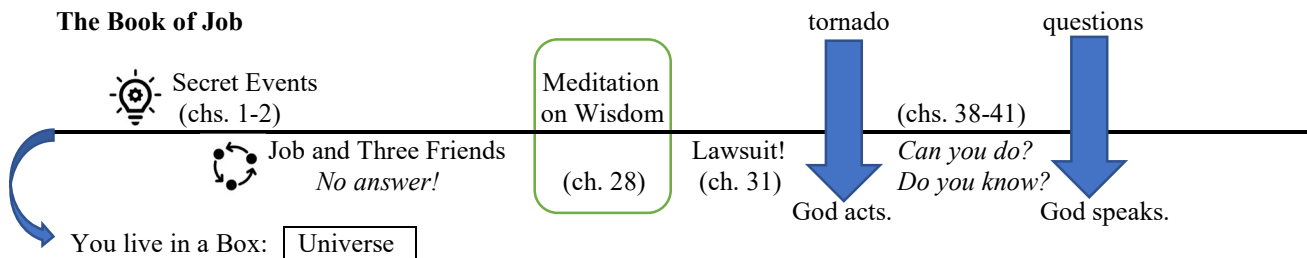 The Book of Job
tornado
questions
Secret Events
(chs. 1-2)
Meditation
on Wisdom
(chs. 38-41)
Job and Three Friends
No answer!
(ch. 28)
Lawsuit!
(ch. 31)
Can you do?
Do you know?
God acts.
God speaks.
You live in a Box: Universe